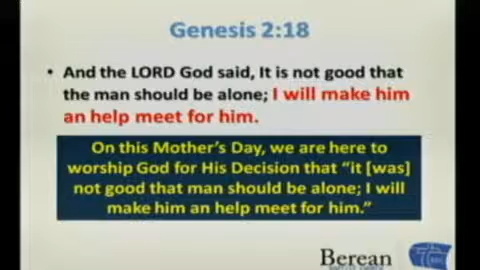 Genesis 2:18
• And the LORD God said, It is not good that
the man should be alone; I will make him
an help meet for him.
On this Mother's Day, we are here to
worship God for His Decision that “it [was]
not good that man should be alone; I will
make him an help meet for him.”
Berean